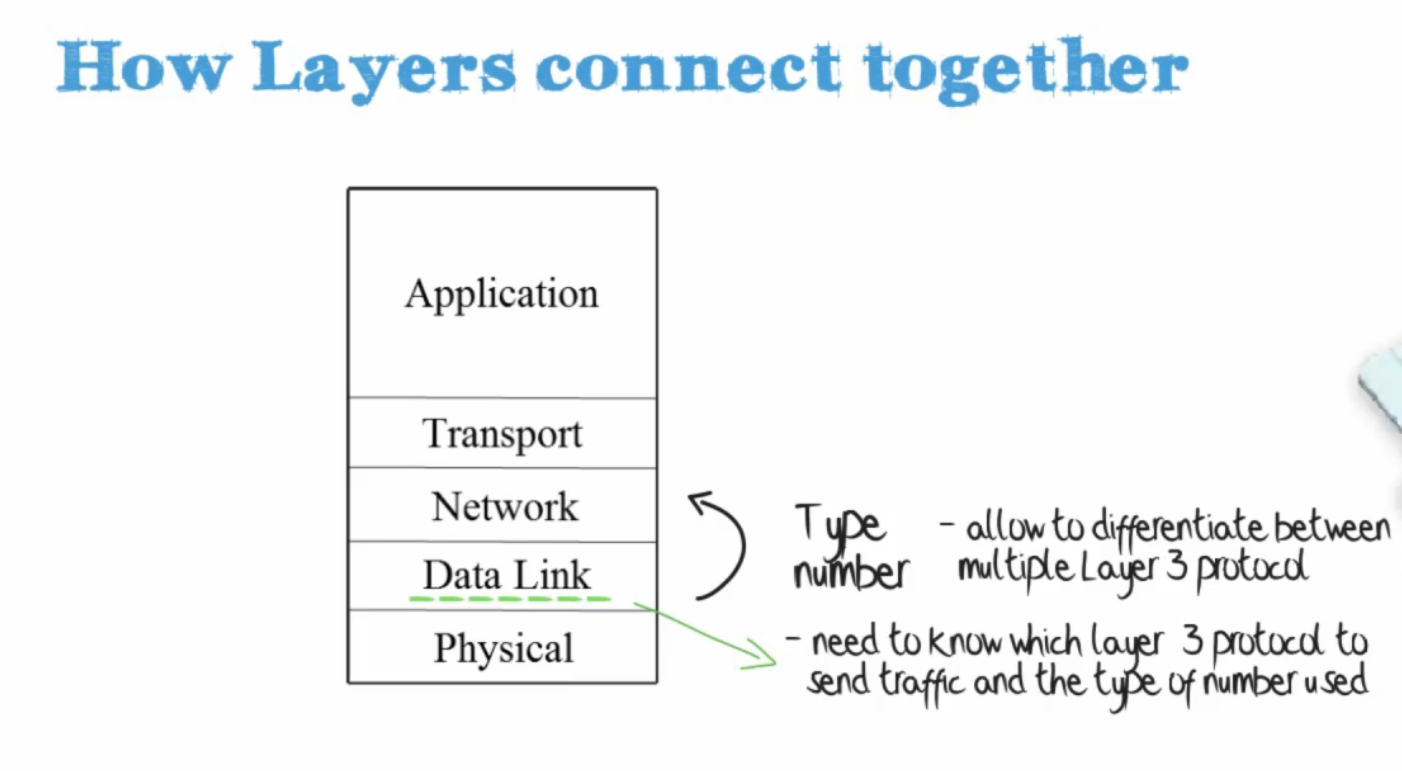 How Layers connect together
Application
Transport
Network
Data Link
Physical
Type number
- allow to differentiate between
multiple Layer 3 protocol
- need to know which layer 3 protocol to
send traffic and the type of number used